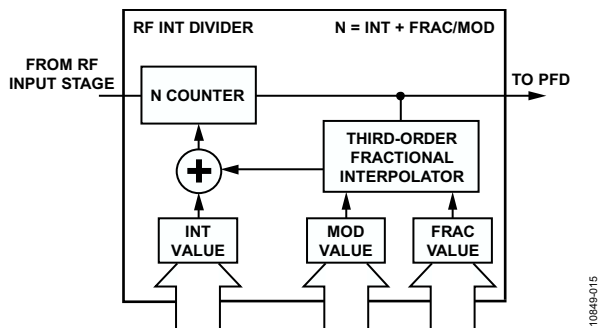 RF INT DIVIDER
N = INT + FRAC/MOD
FROM RF
INPUT STAGE
N COUNTER
TO PFD
THIRD-ORDER
FRACTIONAL
INTERPOLATOR
+
INT
VALUE
MOD
VALUE
FRAC
VALUE
10849-015